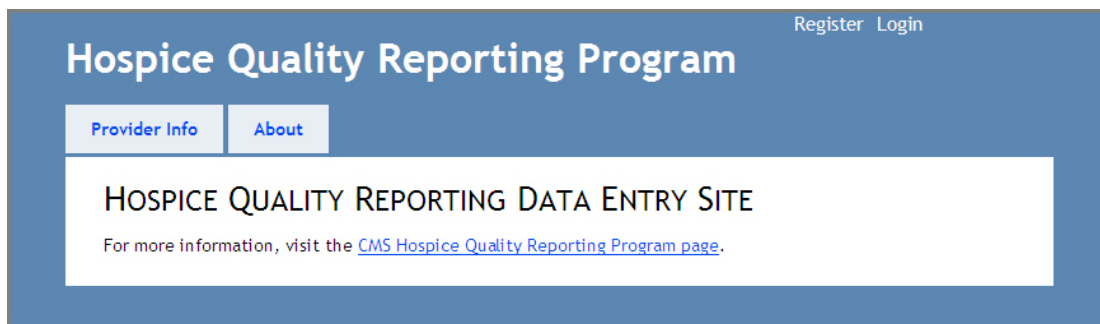 Register Login
Hospice Quality Reporting Program
Provider Info About
HOSPICE QUALITY REPORTING DATA ENTRY SITE
For more information, visit the CMS Hospice Quality Reporting Program page.